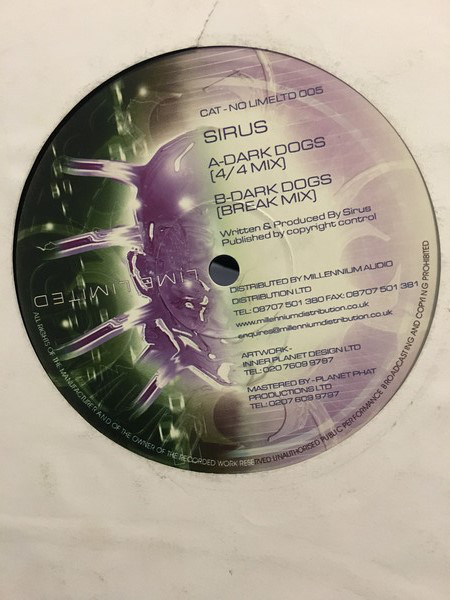 CAT - NO LIMELTD 005
SIRUS
A-DARK DOGS
[4/4 MIX]
B-DARK DOGS
[BREAK MIX]
Written & Produced By Sirus
Published by copyright control
LIME LIMITED
DISTRIBUTED BY MILLENNIUM AUDIO
DISTRIBUTION LTD
TEL: 08707 501 380 FAX: 08707 501 381
www.millenniumdistribution.co.uk
enquires@millenniumdistribution.co.uk
ARTWORK -
INNER PLANET DESIGN LTD
TEL: 020 7609 9797
MASTERED BY - PLANET PHAT
PRODUCTIONS LTD
TEL: 0207 609 9797
ALL RIGHTS OF THE MANUFACTURER AND OF THE OWNER OF THE RECORDED WORK RESERVED. UNAUTHORISED PUBLIC PERFORMANCE BROADCASTING AND COPYING PROHIBITED